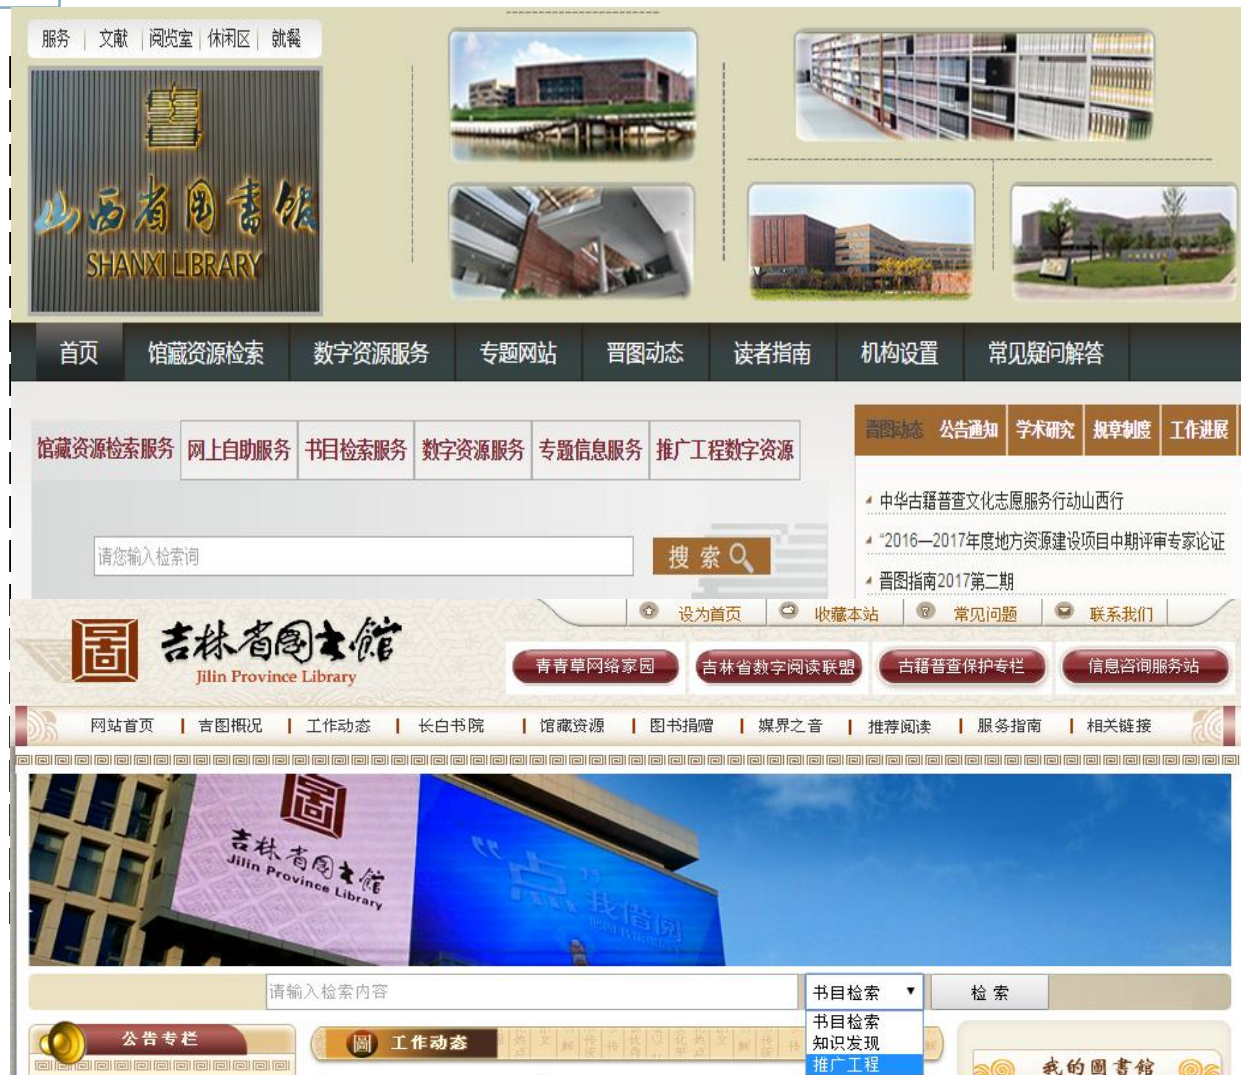 服务 文献 阅览室 休闲区 就餐
山西省图書馆
SHANXI LIBRARY
首页 馆藏资源检索 数字资源服务 专题网站 晋图动态 读者指南 机构设置 常见疑问解答
馆藏资源检索服务 网上自助服务 书目检索服务 数字资源服务 专题信息服务 推广工程数字资源
晋图动态 公告通知 学术研究 规章制度 工作进展
请您输入检索词 搜 索
中华古籍普查文化志愿服务行动山西行
“2016—2017年度地方资源建设项目中期评审专家论证
晋图指南2017第二期
设为首页 收藏本站 常见问题 联系我们
圖 吉林省图书館
Jilin Province Library
青青草网络家园 吉林省数字阅读联盟 古籍普查保护专栏 信息咨询服务站
网站首页 吉图概况 工作动态 长白书院 馆藏资源 图书捐赠 媒界之音 推荐阅读 服务指南 相关链接
圖
吉林省图书館
Jilin Province Library
“点”我借阅
请输入检索内容 书目检索 检 索
书目检索
知识发现
推广工程
公告专栏
圖 工作动态
我的圖書馆